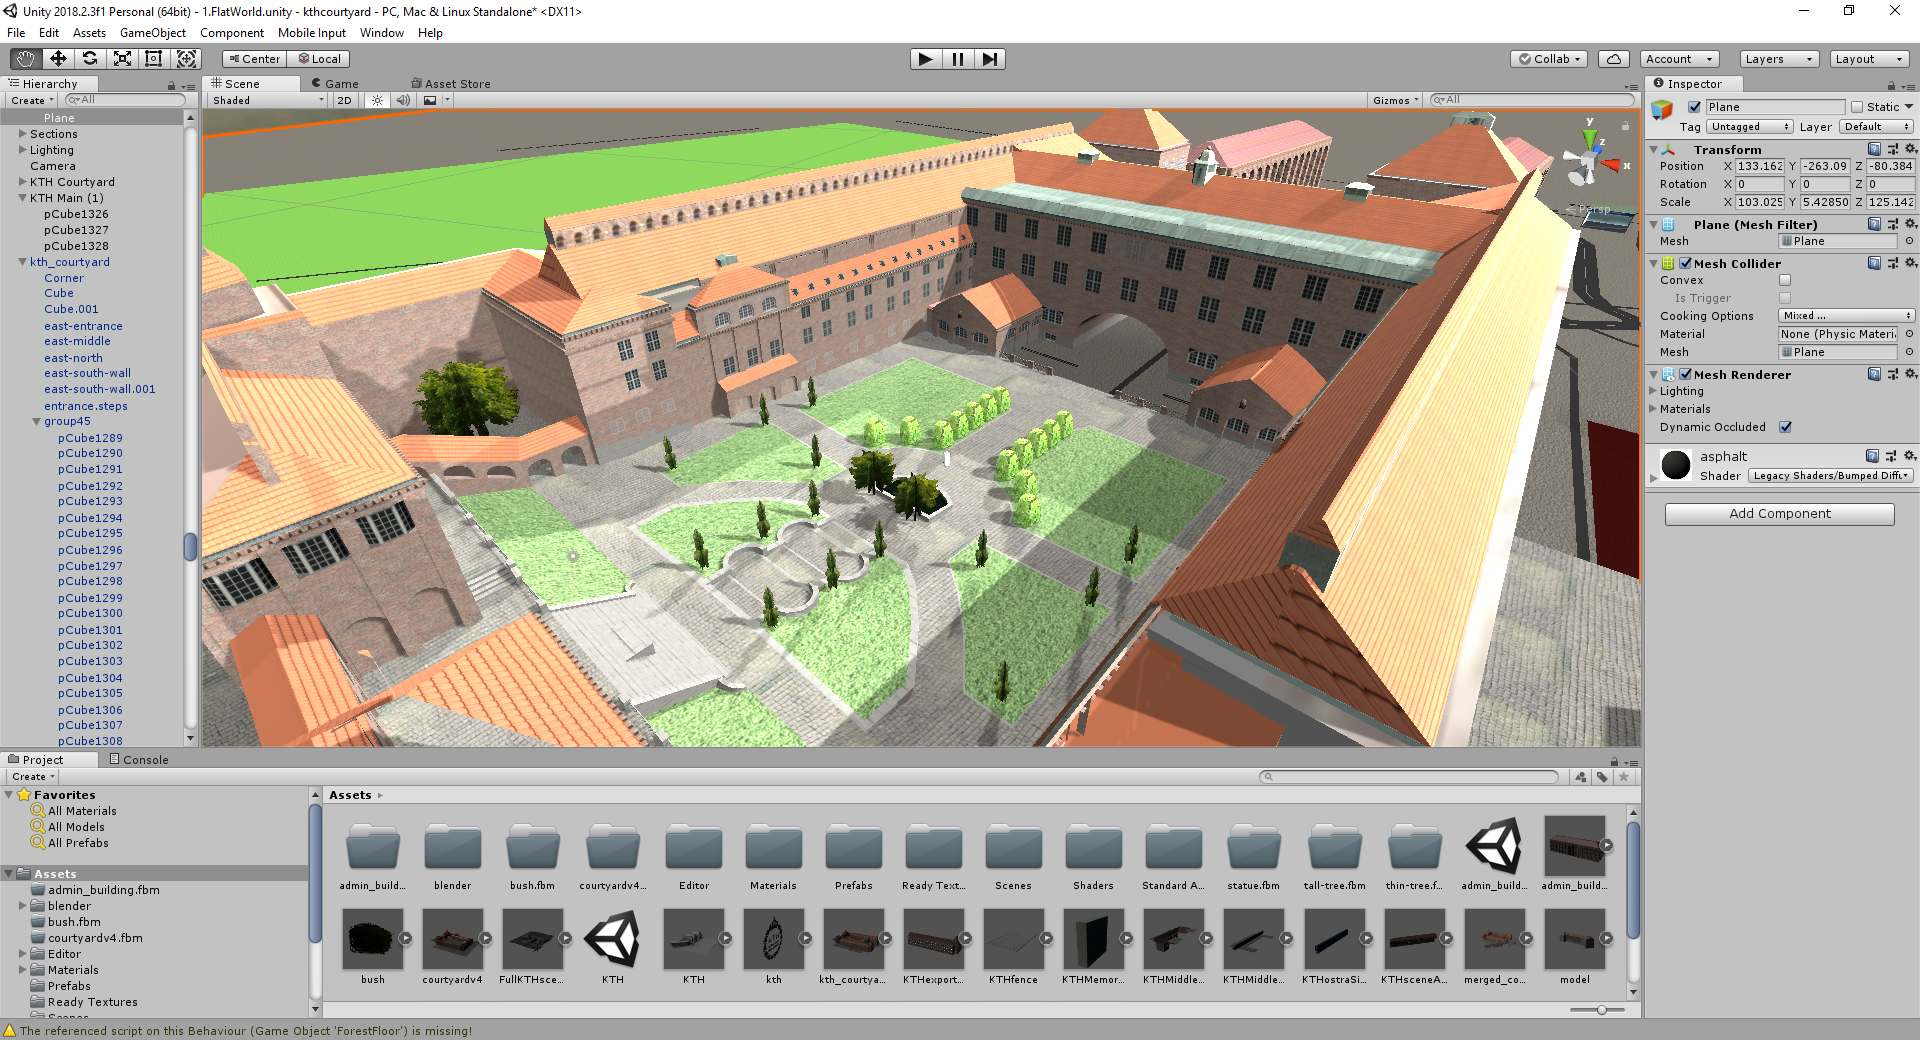 Unity 2018.2.3f1 Personal (64bit) - 1.FlatWorld.unity - kthcourtyard - PC, Mac & Linux Standalone* <DX11>
File Edit Assets GameObject Component Mobile Input Window Help
Center Local Collab Account Layers Layout
Hierarchy
Create All
Plane
Sections
Lighting
Camera
KTH Courtyard
KTH Main (1)
pCube1326
pCube1327
pCube1328
kth_courtyard
Corner
Cube
Cube.001
east-entrance
east-middle
east-north
east-south-wall
east-south-wall.001
entrance.steps
group45
pCube1289
pCube1290
pCube1291
pCube1292
pCube1293
pCube1294
pCube1295
pCube1296
pCube1297
pCube1298
pCube1299
pCube1300
pCube1301
pCube1302
pCube1303
pCube1304
pCube1305
pCube1306
pCube1307
pCube1308
Scene Game Asset Store
Shaded 2D Gizmos All
y
z
x
Persp
Inspector
Plane Static
Tag Untagged Layer Default
Transform
Position X 133.162 Y -263.09 Z -80.384
Rotation X 0 Y 0 Z 0
Scale X 103.025 Y 5.42850 Z 125.142
Plane (Mesh Filter)
Mesh Plane
Mesh Collider
Convex
Is Trigger
Cooking Options Mixed ...
Material None (Physic Materi
Mesh Plane
Mesh Renderer
Lighting
Materials
Dynamic Occluded
asphalt
Shader Legacy Shaders/Bumped Diffu
Add Component
Project Console
Create
Favorites
All Materials
All Models
All Prefabs
Assets
admin_building.fbm
blender
bush.fbm
courtyardv4.fbm
Editor
Materials
Prefabs
Ready Textures
Scenes
Assets
admin_build... blender bush.fbm courtyardv4... Editor Materials Prefabs Ready Text... Scenes Shaders Standard A... statue.fbm tall-tree.fbm thin-tree.f... admin_build... admin_build...
bush courtyardv4 FullKTHsce... KTH KTH kth kth_courtya... KTHexport... KTHfence KTHMemor... KTHMiddle... KTHMiddle... KTHostraSi... KTHsceneA... merged_co... model
The referenced script on this Behaviour (Game Object 'ForestFloor') is missing!